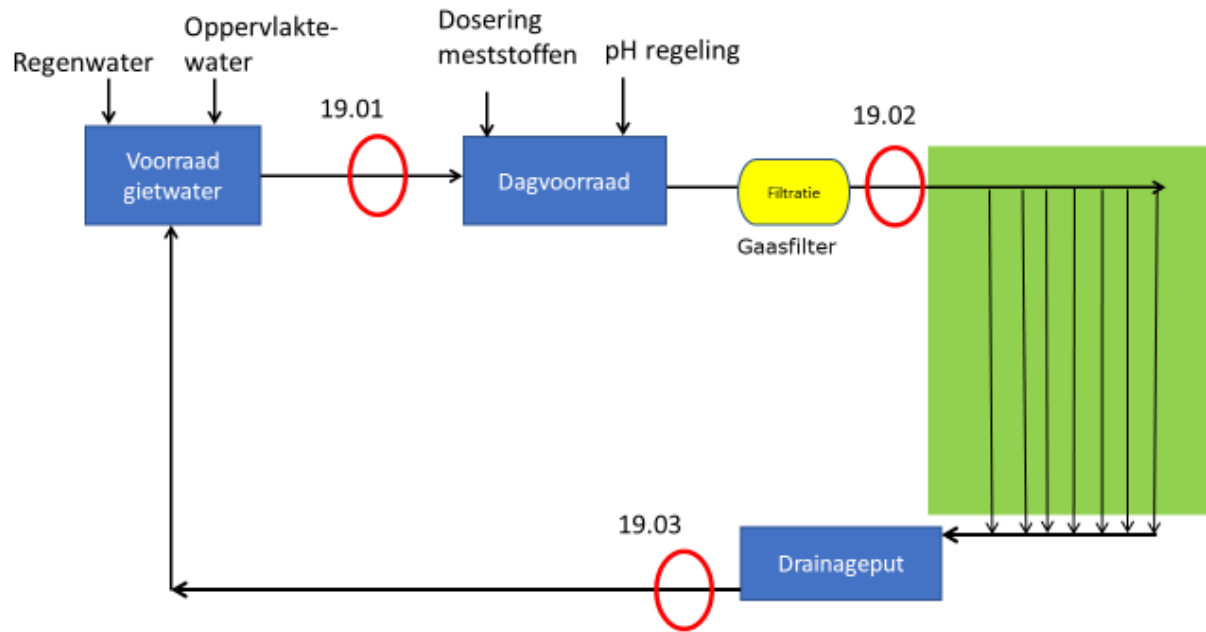 Regenwater
Oppervlakte-
water
19.01
Dosering
meststoffen
pH regeling
19.02
Voorraad
gietwater
Dagvoorraad
Filtratie
Gaasfilter
19.03
Drainageput